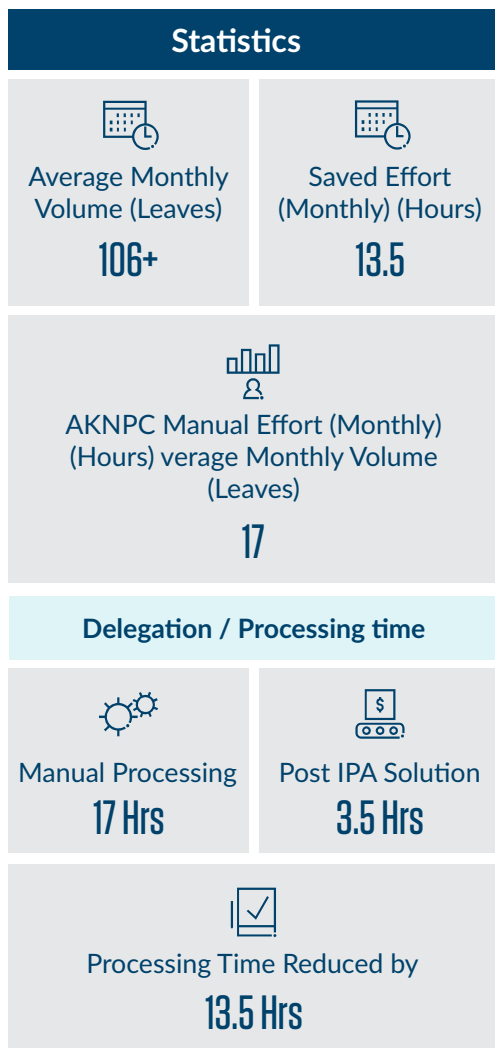 Statistics
Average Monthly
Volume (Leaves)
106+
Saved Effort
(Monthly) (Hours)
13.5
AKNPC Manual Effort (Monthly)
(Hours) verage Monthly Volume
(Leaves)
17
Delegation / Processing time
Manual Processing
17 Hrs
$
Post IPA Solution
3.5 Hrs
Processing Time Reduced by
13.5 Hrs